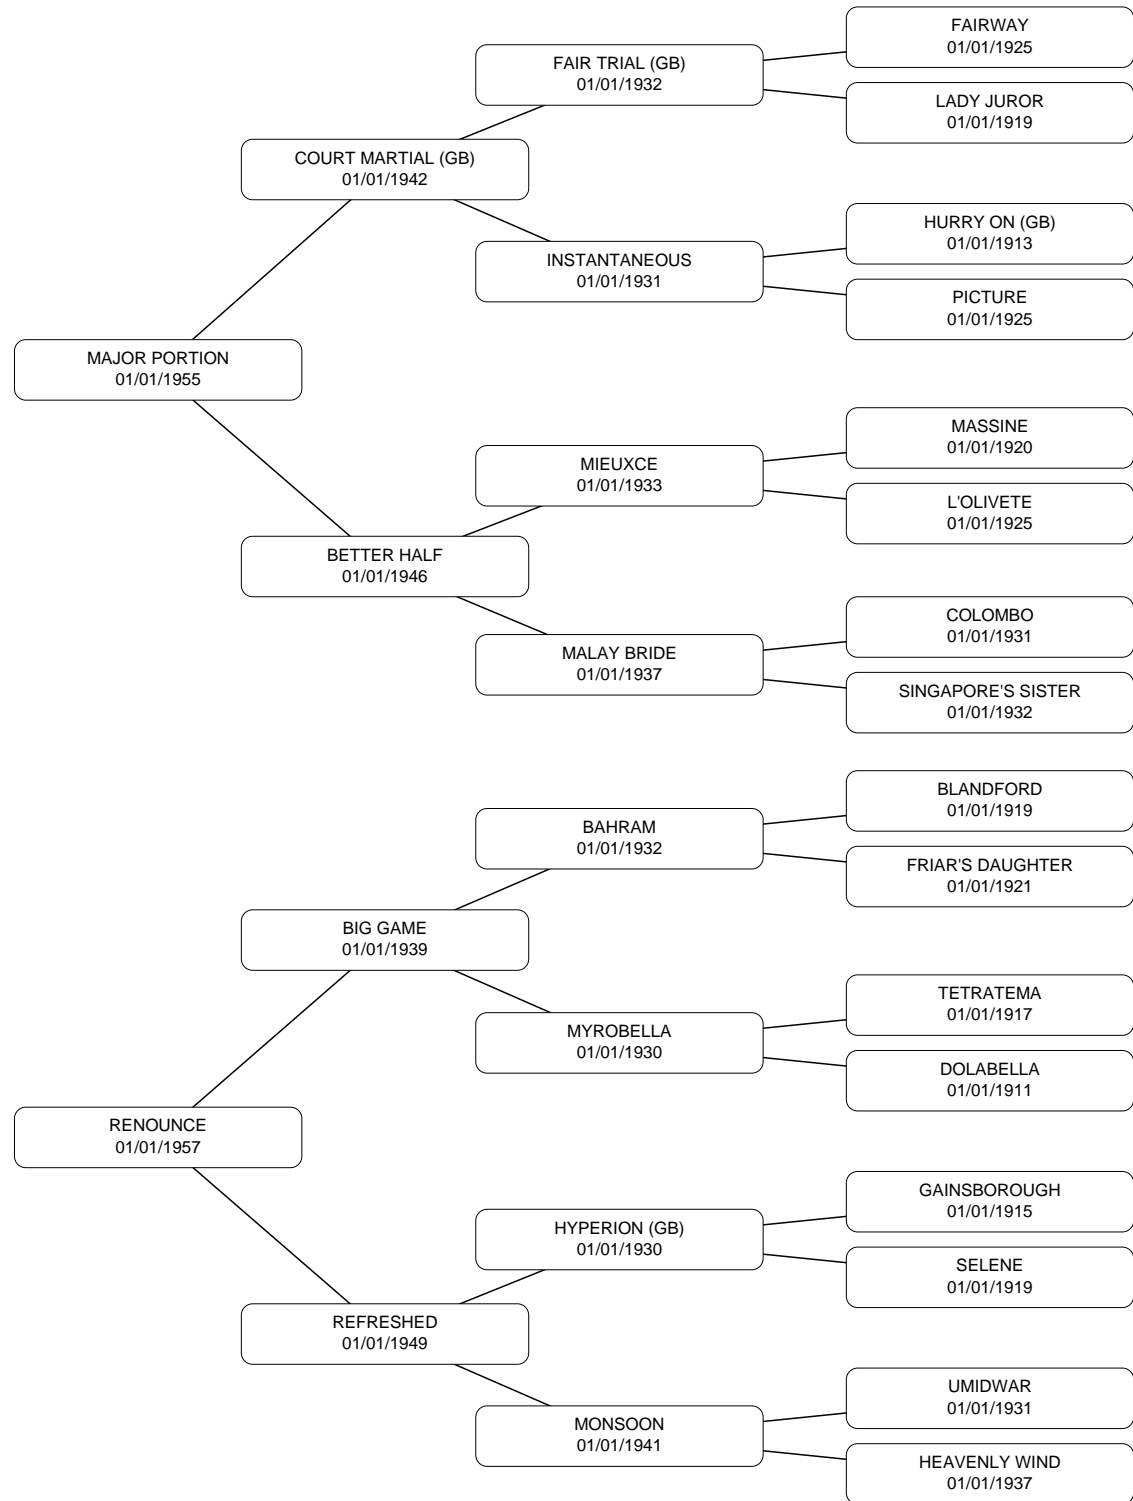 FAIRWAY
01/01/1925
FAIR TRIAL (GB)
01/01/1932
LADY JUROR
01/01/1919
COURT MARTIAL (GB)
01/01/1942
HURRY ON (GB)
01/01/1913
INSTANTANEOUS
01/01/1931
PICTURE
01/01/1925
MAJOR PORTION
01/01/1955
MASSINE
01/01/1920
MIEUXCE
01/01/1933
L'OLIVETE
01/01/1925
BETTER HALF
01/01/1946
COLOMBO
01/01/1931
MALAY BRIDE
01/01/1937
SINGAPORE'S SISTER
01/01/1932
BLANDFORD
01/01/1919
BAHRAM
01/01/1932
FRIAR'S DAUGHTER
01/01/1921
BIG GAME
01/01/1939
TETRATEMA
01/01/1917
MYROBELLA
01/01/1930
DOLABELLA
01/01/1911
RENOUNCE
01/01/1957
GAINSBOROUGH
01/01/1915
HYPERION (GB)
01/01/1930
SELENE
01/01/1919
REFRESHED
01/01/1949
UMIDWAR
01/01/1931
MONSOON
01/01/1941
HEAVENLY WIND
01/01/1937